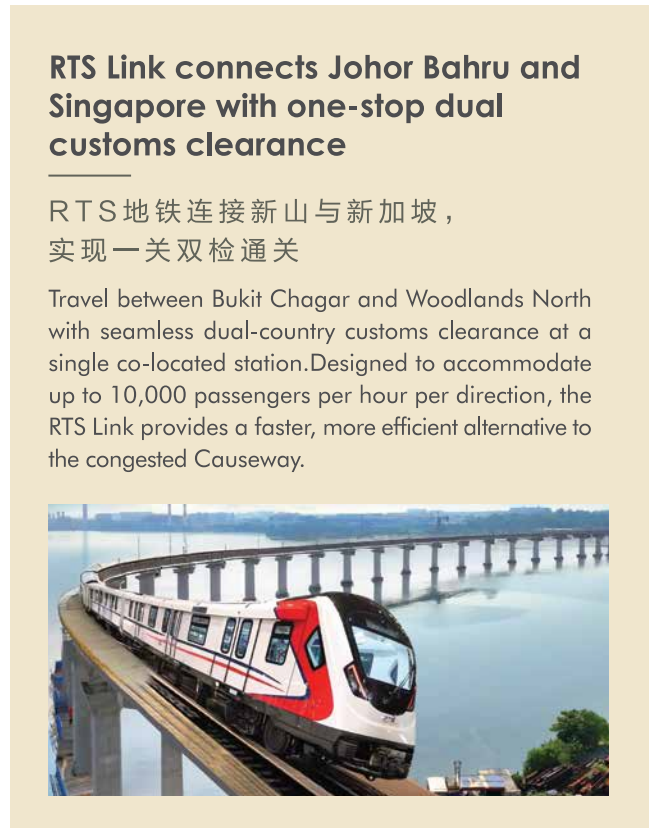 RTS Link connects Johor Bahru and
Singapore with one-stop dual
customs clearance
RTS地铁连接新山与新加坡，
实现一关双检通关
Travel between Bukit Chagar and Woodlands North
with seamless dual-country customs clearance at a
single co-located station.Designed to accommodate
up to 10,000 passengers per hour per direction, the
RTS Link provides a faster, more efficient alternative to
the congested Causeway.